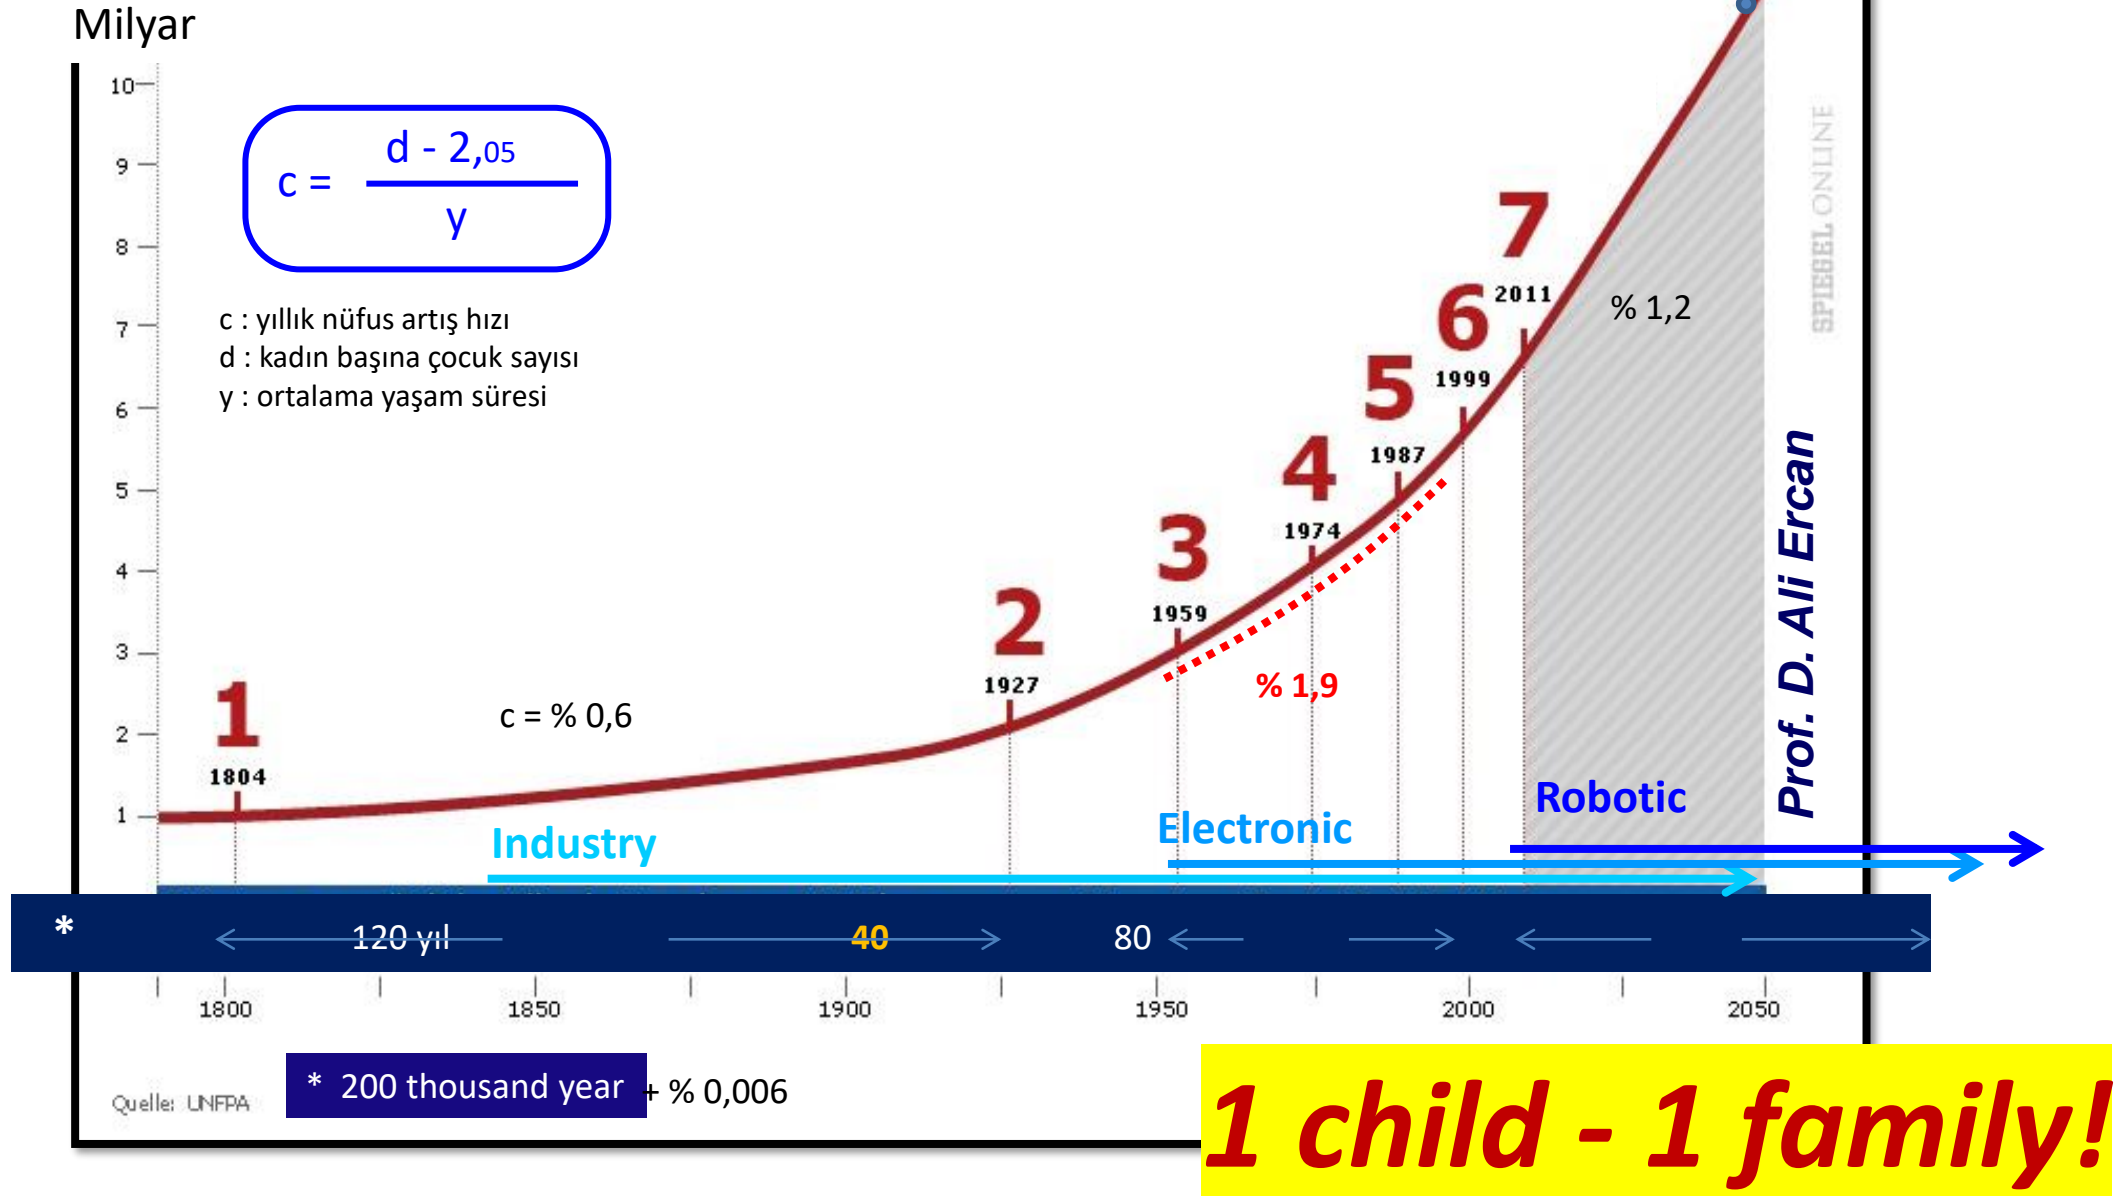 Milyar
10
9
8
7
6
5
4
3
2
1
c = d - 2,05
y
c : yıllık nüfus artış hızı
d : kadın başına çocuk sayısı
y : ortalama yaşam süresi
1
1804
c = % 0,6
2
1927
3
1959
4
1974
5
1987
6
1999
7
2011
% 1,9
% 1,2
SPIEGEL ONLINE
Prof. D. Ali Ercan
Industry
Electronic
Robotic
* 120 yıl 40 80
1800 1850 1900 1950 2000 2050
Quelle: UNFPA
* 200 thousand year + % 0,006
1 child - 1 family!